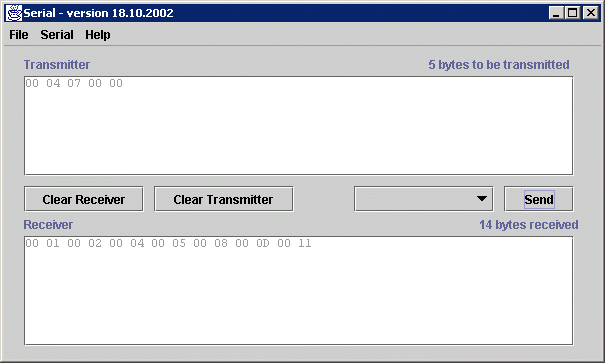 Serial - version 18.10.2002
File Serial Help
Transmitter 5 bytes to be transmitted
00 04 07 00 00
Clear Receiver Clear Transmitter Send
Receiver 14 bytes received
00 01 00 02 00 04 00 05 00 08 00 0D 00 11